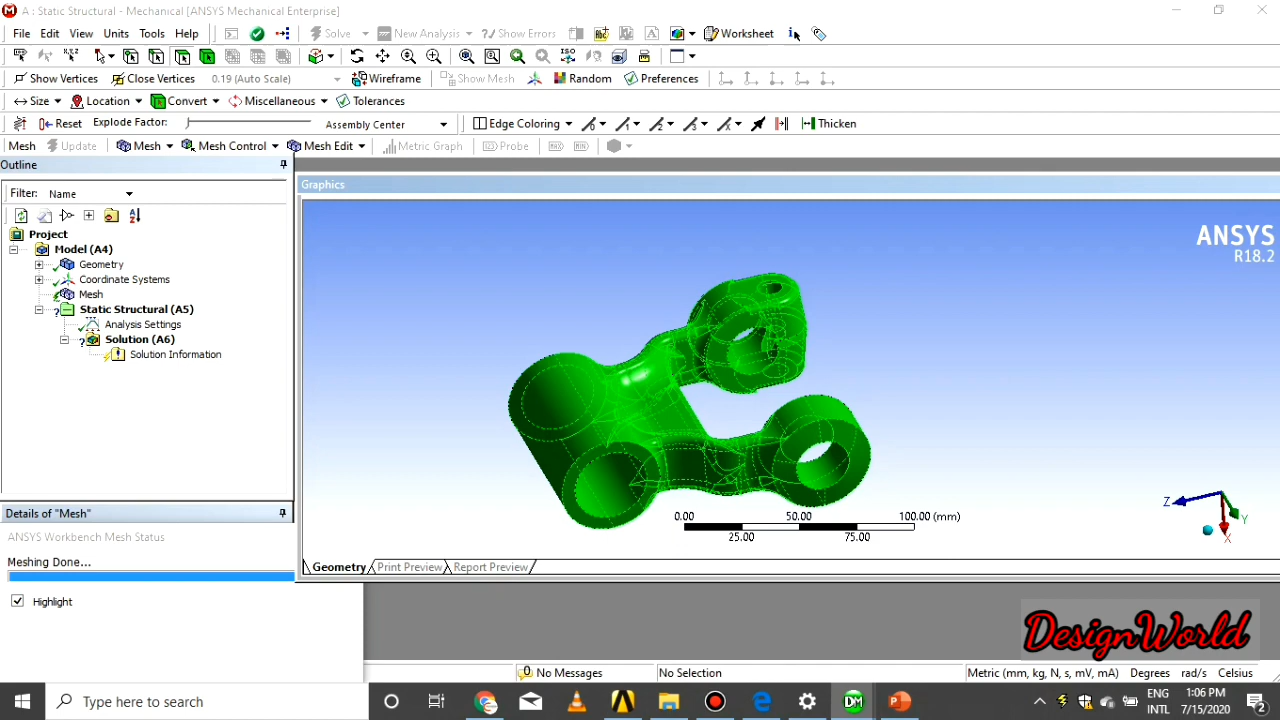 A : Static Structural - Mechanical [ANSYS Mechanical Enterprise]
File Edit View Units Tools Help Solve New Analysis Show Errors Worksheet
Show Vertices Close Vertices 0.19 (Auto Scale) Wireframe Show Mesh Random Preferences
Size Location Convert Miscellaneous Tolerances
Reset Explode Factor: Assembly Center Edge Coloring Thicken
Mesh Update Mesh Mesh Control Mesh Edit Metric Graph Probe
Outline
Filter: Name
Project
Model (A4)
Geometry
Coordinate Systems
Mesh
Static Structural (A5)
Analysis Settings
Solution (A6)
Solution Information
Details of "Mesh"
ANSYS Workbench Mesh Status
Meshing Done...
Highlight
Graphics
ANSYS
R18.2
0.00 50.00 100.00 (mm)
25.00 75.00
Z
Y
X
Geometry Print Preview Report Preview
DesignWorld
0 No Messages No Selection Metric (mm, kg, N, s, mV, mA) Degrees rad/s Celsius
Type here to search
ENG
INTL
1:06 PM
7/15/2020
2